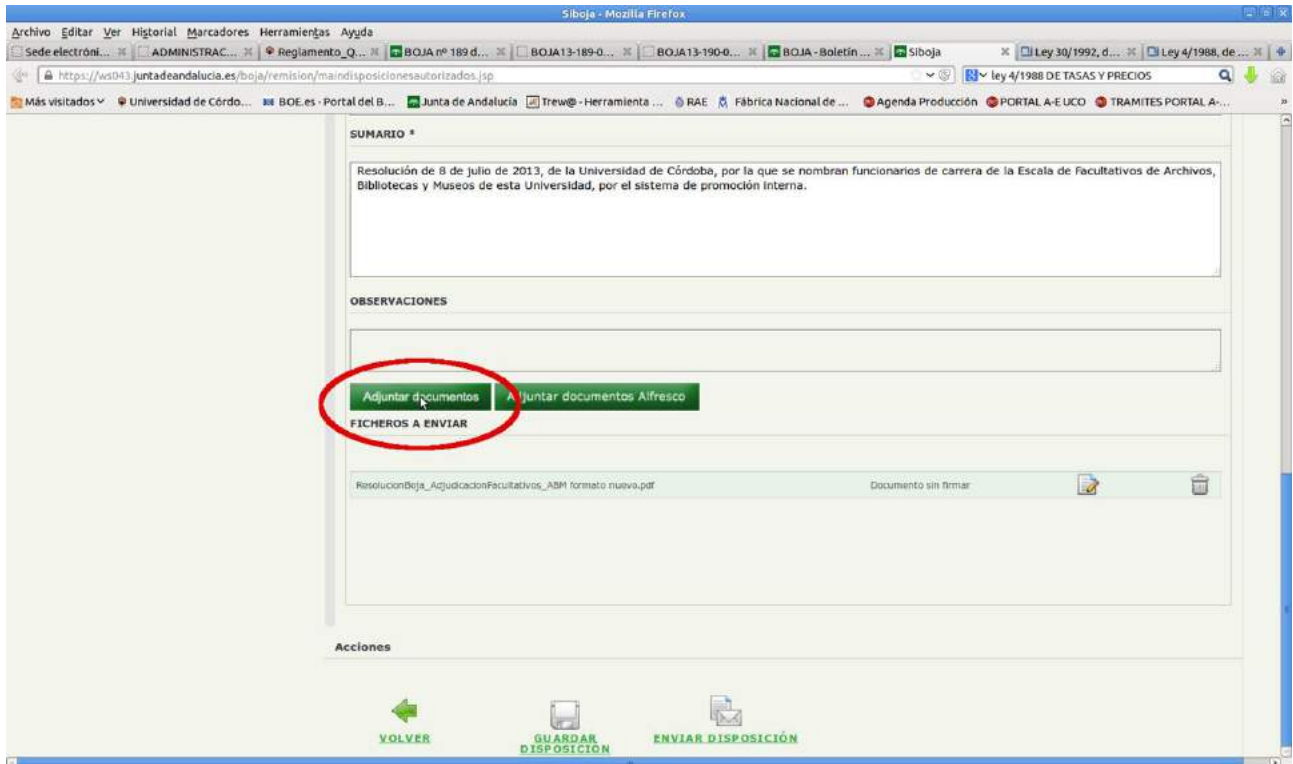 Siboja - Mozilla Firefox
Archivo Editar Ver Historial Marcadores Herramientas Ayuda
Sede electróni... ADMINISTRAC... Reglamento_Q... BOJA nº 189 d... BOJA13-189-0... BOJA13-190-0... BOJA - Boletín ... Siboja Ley 30/1992, d... Ley 4/1988, de ...
https://ws043.juntadeandalucia.es/boja/remision/maindisposicionesautorizados.jsp ley 4/1988 DE TASAS Y PRECIOS
Más visitados Universidad de Córdo... BOE.es - Portal del B... Junta de Andalucía Trew@ - Herramienta ... RAE Fábrica Nacional de ... Agenda Producción PORTAL A-E UCO TRAMITES PORTAL A-...
SUMARIO *
Resolución de 8 de julio de 2013, de la Universidad de Córdoba, por la que se nombran funcionarios de carrera de la Escala de Facultativos de Archivos,
Bibliotecas y Museos de esta Universidad, por el sistema de promoción interna.
OBSERVACIONES
Adjuntar documentos Adjuntar documentos Alfresco
FICHEROS A ENVIAR
ResolucionBoja_AdjudicacionFacultativos_ABM formato nuevo.pdf Documento sin firmar
Acciones
VOLVER GUARDAR DISPOSICIÓN ENVIAR DISPOSICIÓN